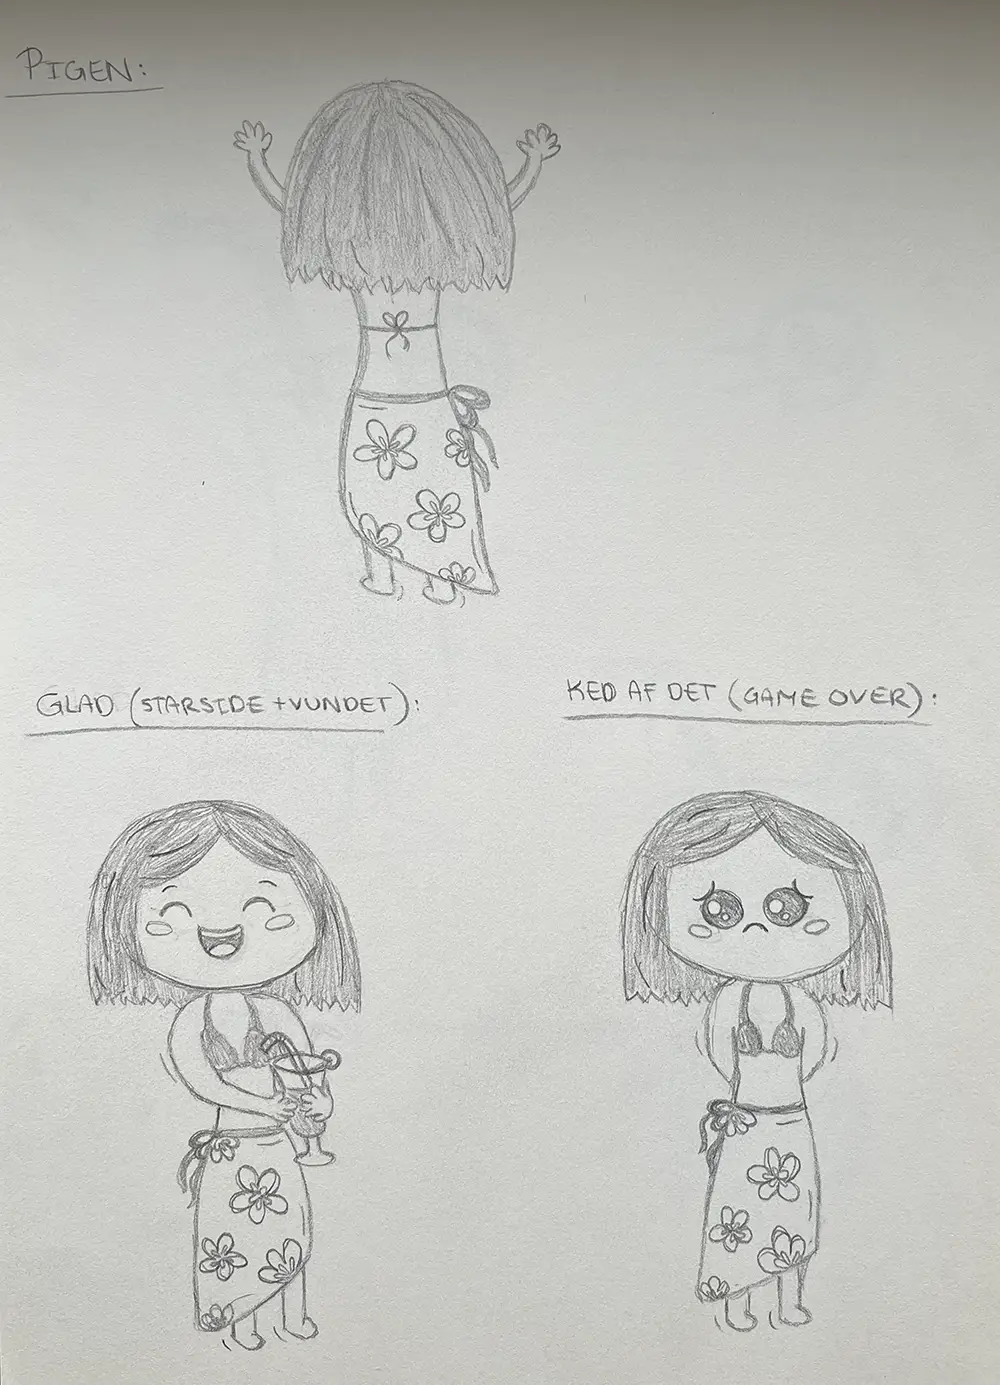 PIGEN:
GLAD (STARSIDE + VUNDET):
KED AF DET (GAME OVER):